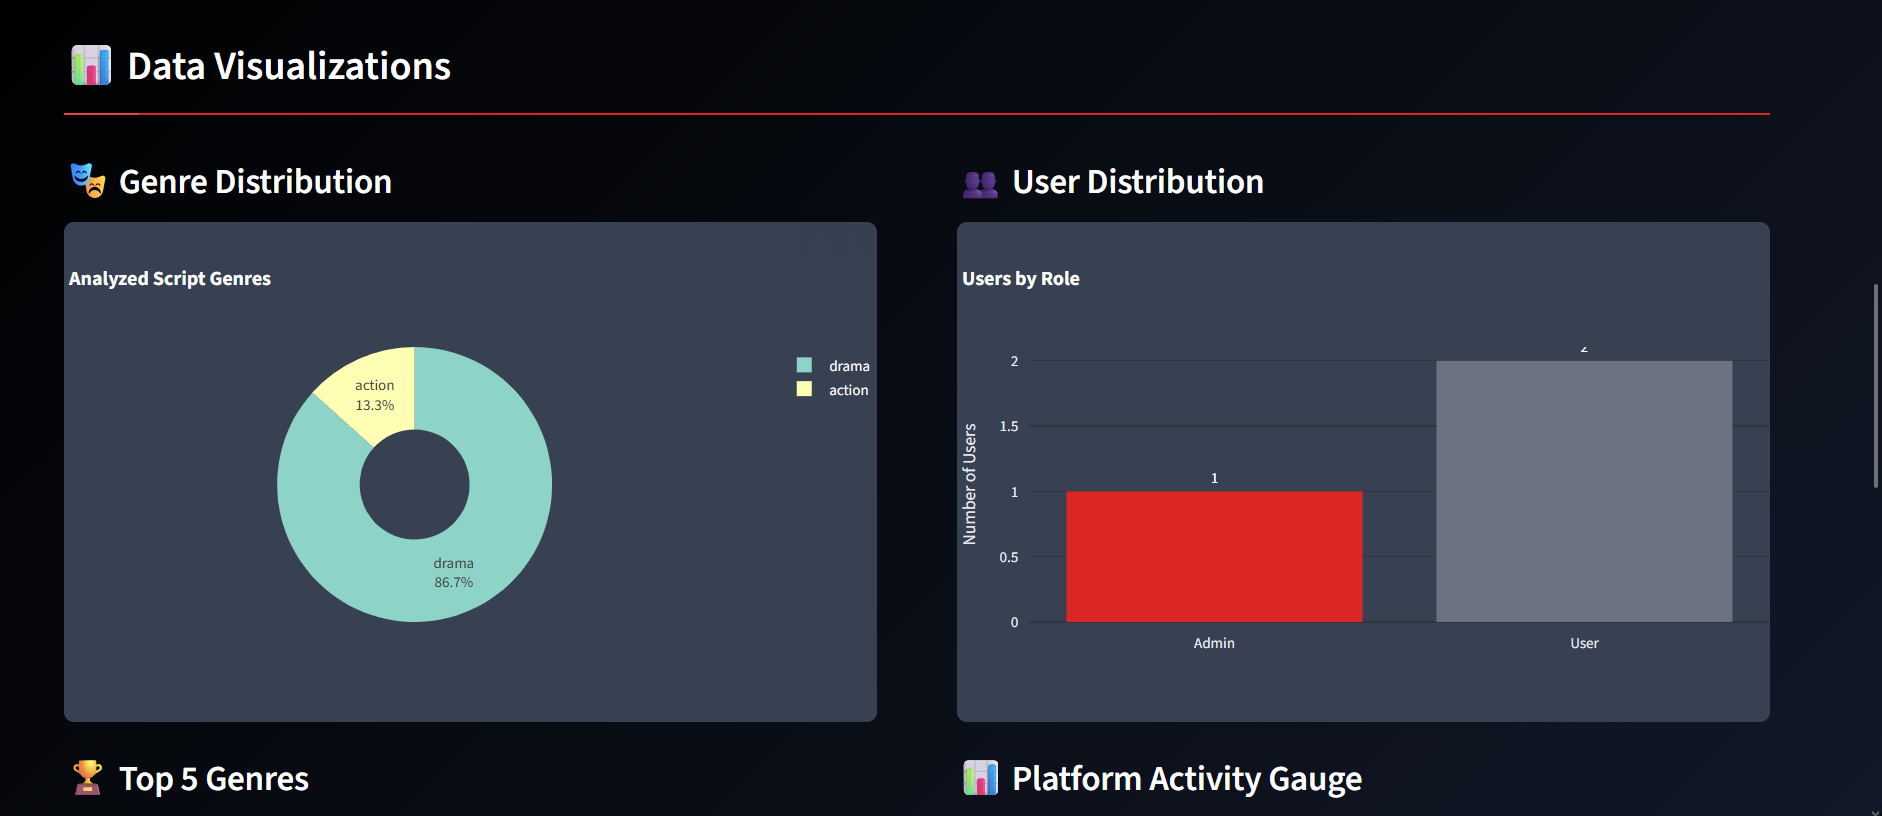 Data Visualizations
Genre Distribution
Analyzed Script Genres
action
13.3%
drama
86.7%
drama
action
User Distribution
Users by Role
Number of Users
2
1.5
1
0.5
0
1
2
Admin
User
Top 5 Genres
Platform Activity Gauge